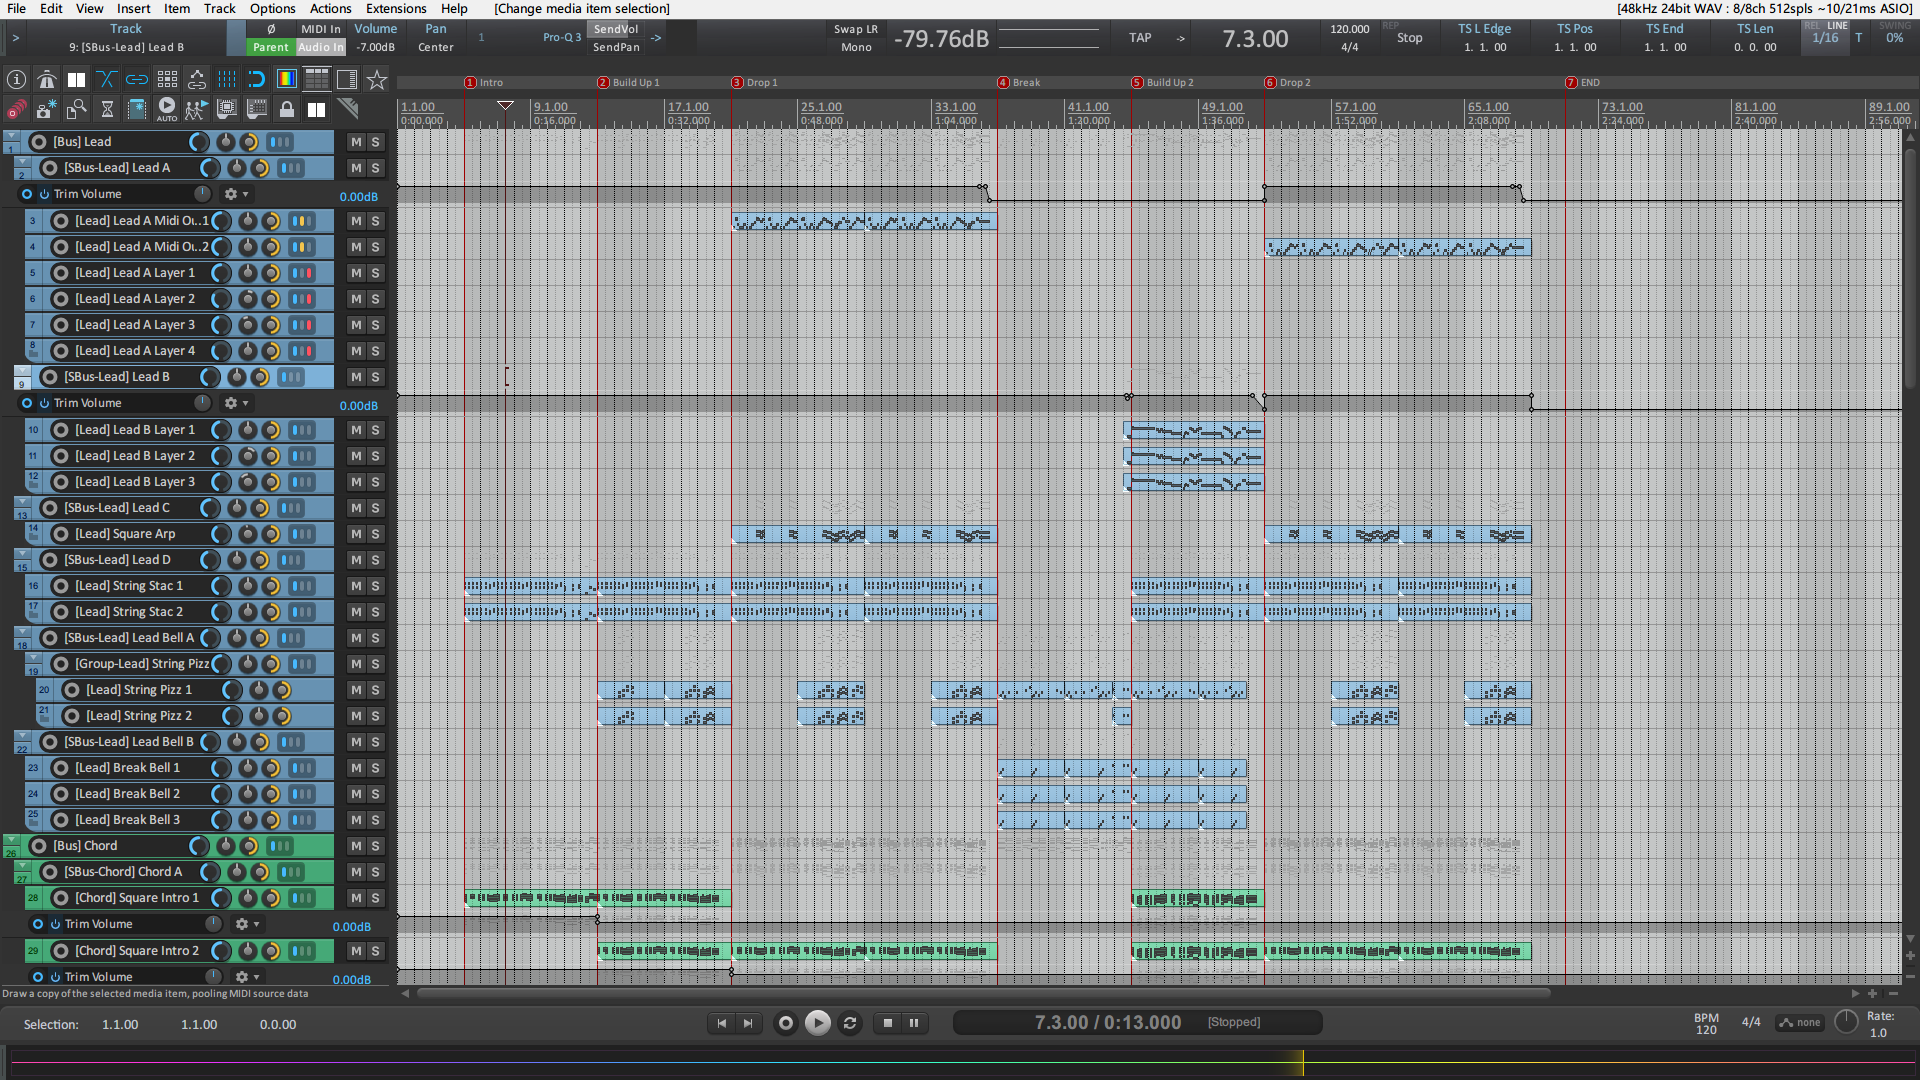 File Edit View Insert Item Track Options Actions Extensions Help [Change media item selection] [48kHz 24bit WAV : 8/8ch 512spls ~10/21ms ASIO]
> Track Ø MIDI In Volume Pan SendVol Swap LR 120.000 REP TS L Edge TS Pos TS End TS Len REL LINE SWING
9: [SBus-Lead] Lead B Parent Audio In -7.00dB Center 1 Pro-Q 3 SendPan -> Mono -79.76dB TAP -> 7.3.00 4/4 Stop 1. 1. 00 1. 1. 00 1. 1. 00 0. 0. 00 1/16 T 0%
1 Intro 2 Build Up 1 3 Drop 1 4 Break 5 Build Up 2 6 Drop 2 7 END
AUTO
1.1.00 9.1.00 17.1.00 25.1.00 33.1.00 41.1.00 49.1.00 57.1.00 65.1.00 73.1.00 81.1.00 89.1.00
0:00.000 0:16.000 0:32.000 0:48.000 1:04.000 1:20.000 1:36.000 1:52.000 2:08.000 2:24.000 2:40.000 2:56.000
1 [Bus] Lead M S
2 [SBus-Lead] Lead A M S
Trim Volume 0.00dB
3 [Lead] Lead A Midi Ou..1 M S
4 [Lead] Lead A Midi Ou..2 M S
5 [Lead] Lead A Layer 1 M S
6 [Lead] Lead A Layer 2 M S
7 [Lead] Lead A Layer 3 M S
8 [Lead] Lead A Layer 4 M S
9 [SBus-Lead] Lead B M S
Trim Volume 0.00dB
10 [Lead] Lead B Layer 1 M S
11 [Lead] Lead B Layer 2 M S
12 [Lead] Lead B Layer 3 M S
13 [SBus-Lead] Lead C M S
14 [Lead] Square Arp M S
15 [SBus-Lead] Lead D M S
16 [Lead] String Stac 1 M S
17 [Lead] String Stac 2 M S
18 [SBus-Lead] Lead Bell A M S
19 [Group-Lead] String Pizz M S
20 [Lead] String Pizz 1 M S
21 [Lead] String Pizz 2 M S
22 [SBus-Lead] Lead Bell B M S
23 [Lead] Break Bell 1 M S
24 [Lead] Break Bell 2 M S
25 [Lead] Break Bell 3 M S
26 [Bus] Chord M S
27 [SBus-Chord] Chord A M S
28 [Chord] Square Intro 1 M S
Trim Volume 0.00dB
29 [Chord] Square Intro 2 M S
Trim Volume 0.00dB
Draw a copy of the selected media item, pooling MIDI source data
Selection: 1.1.00 1.1.00 0.0.00 7.3.00 / 0:13.000 [Stopped] BPM 120 4/4 none Rate: 1.0